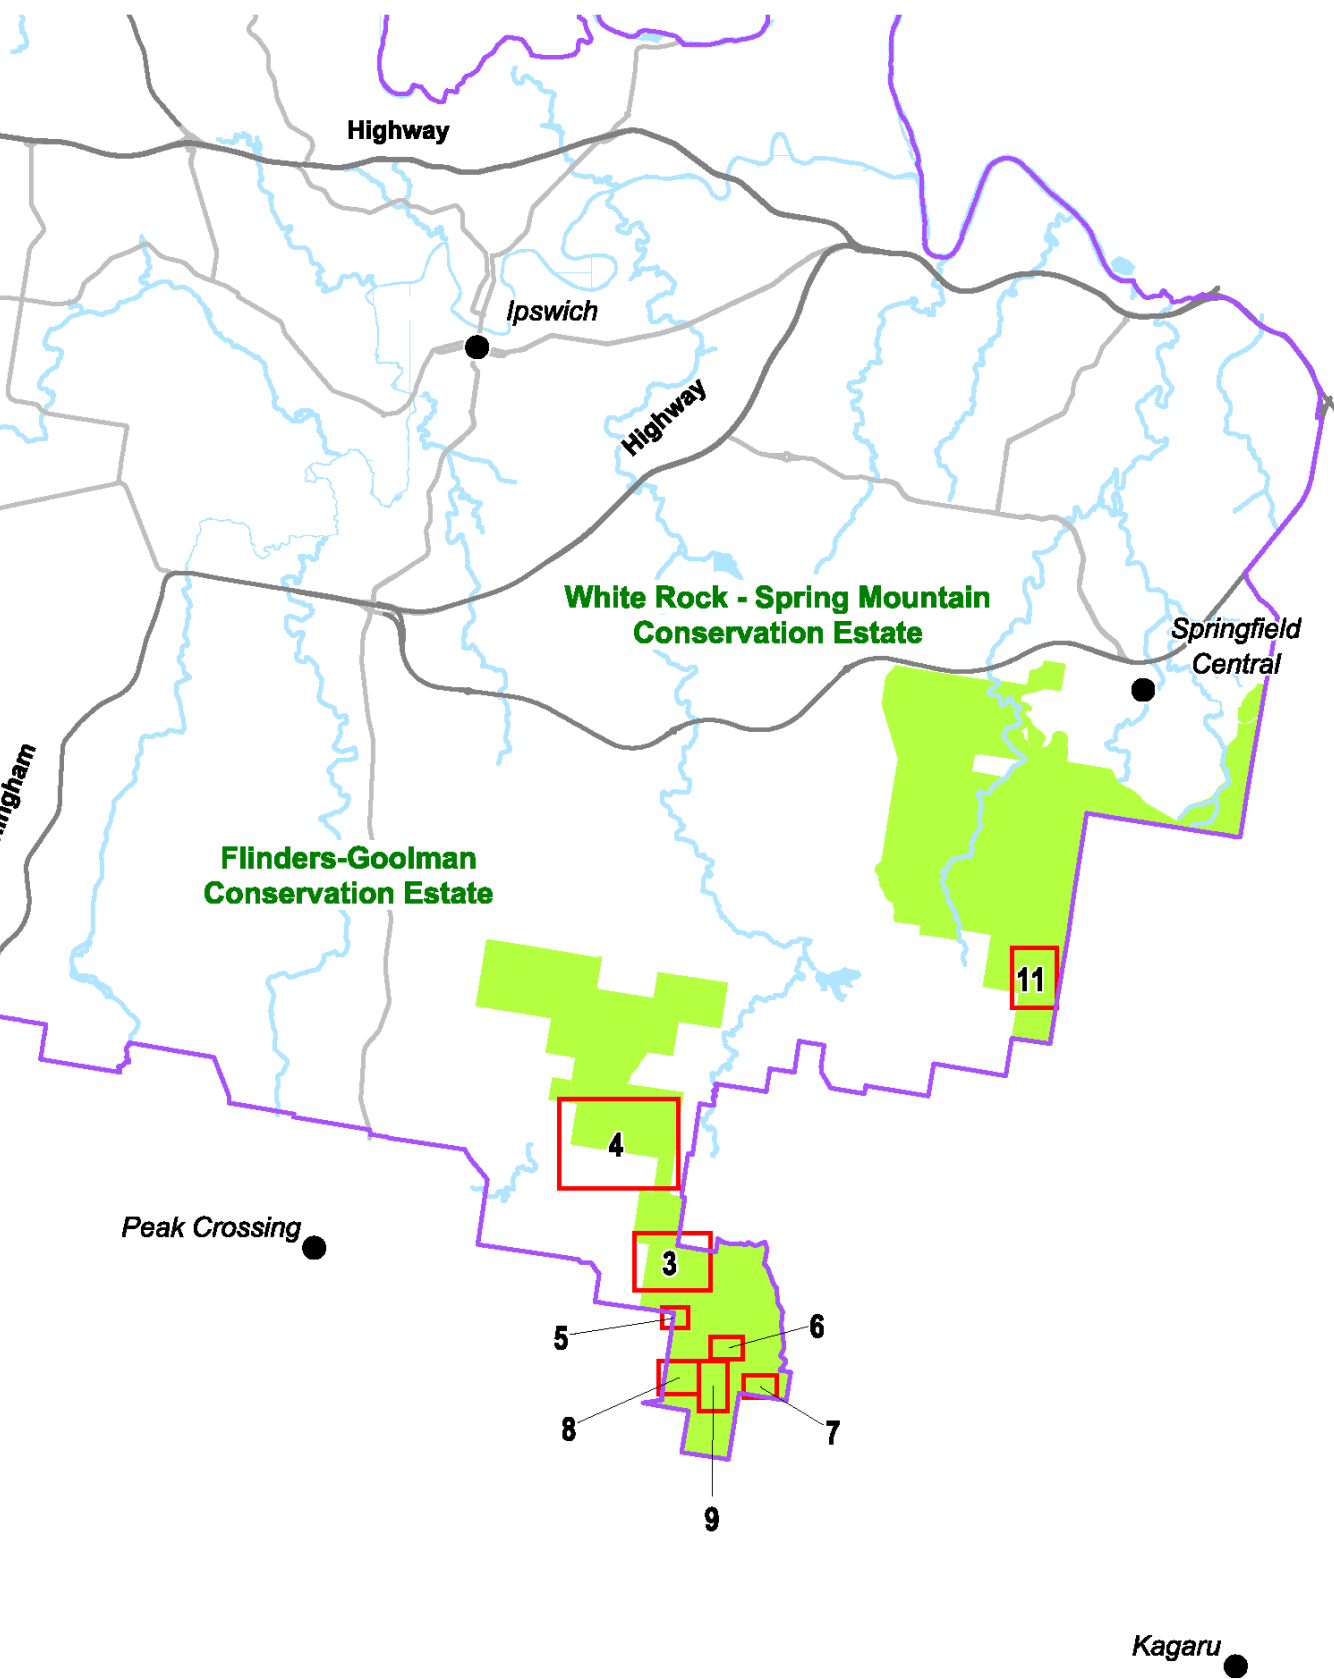 Highway
Ipswich
Highway
White Rock - Spring Mountain
Conservation Estate
Springfield
Central
Flinders-Goolman
Conservation Estate
11
4
Peak Crossing
3
5
6
8
7
9
Kagaru